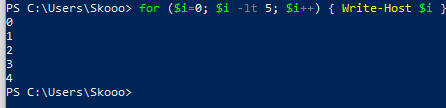 PS C:\Users\Skooo> for ($i=0; $i -lt 5; $i++) { Write-Host $i }
0
1
2
3
4
PS C:\Users\Skooo>